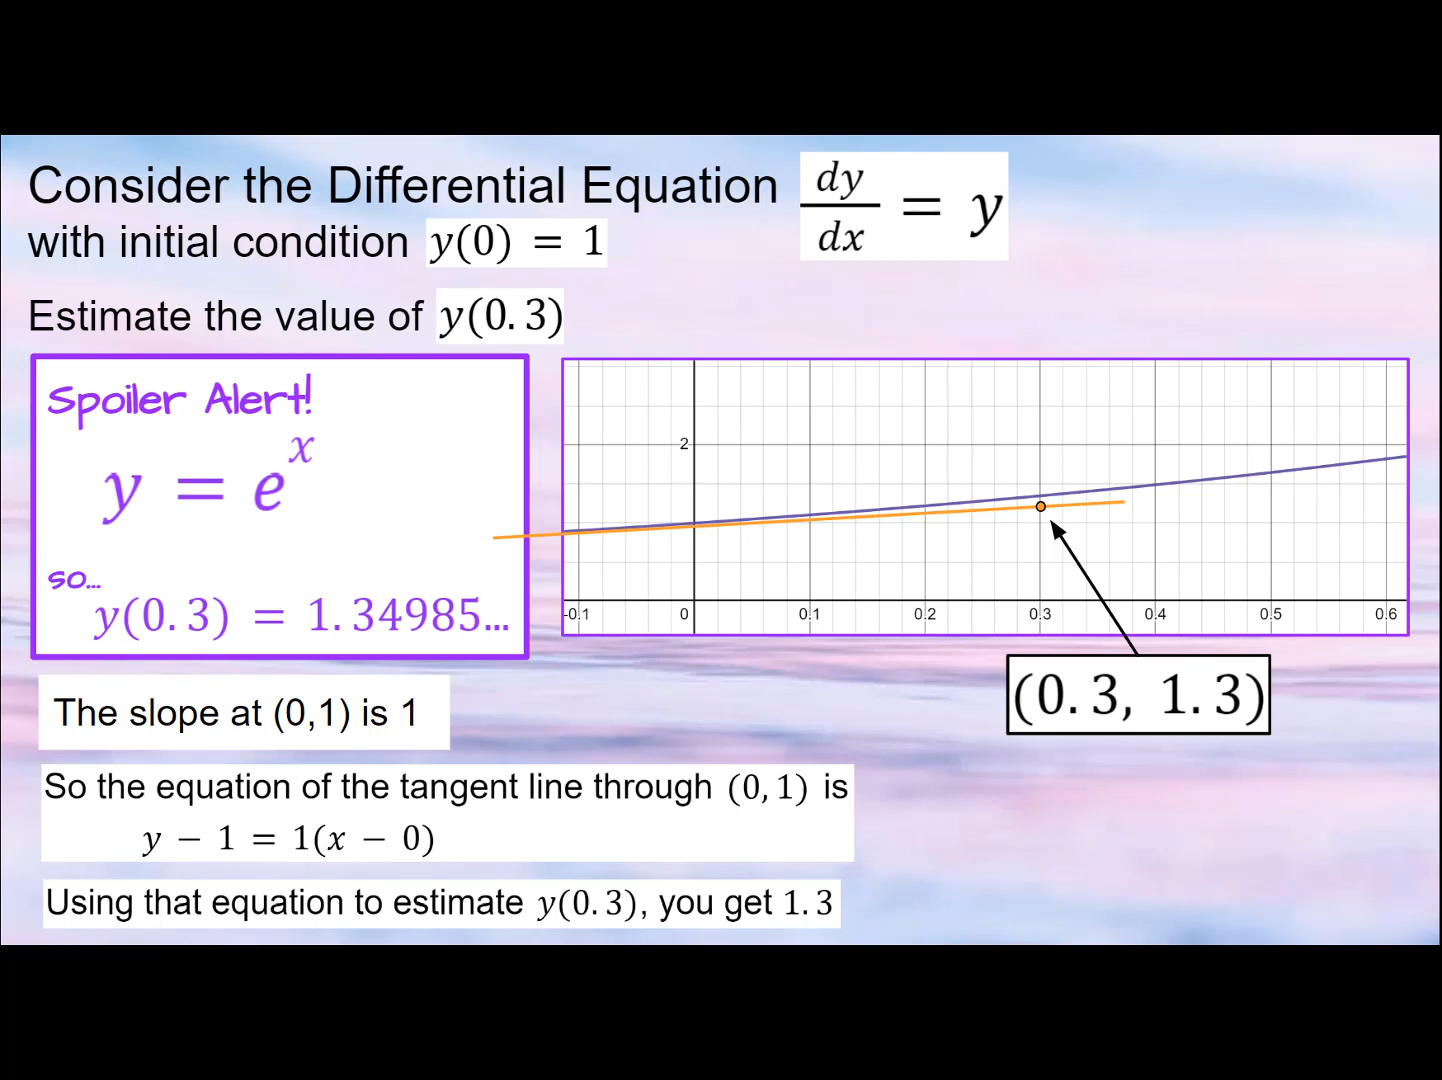 Consider the Differential Equation dy/dx = y
with initial condition y(0) = 1
Estimate the value of y(0.3)
Spoiler Alert!
y = e^x
so...
y(0.3) = 1.34985...
2
-0.1 0 0.1 0.2 0.3 0.4 0.5 0.6
(0.3, 1.3)
The slope at (0,1) is 1
So the equation of the tangent line through (0,1) is
y − 1 = 1(x − 0)
Using that equation to estimate y(0.3), you get 1.3